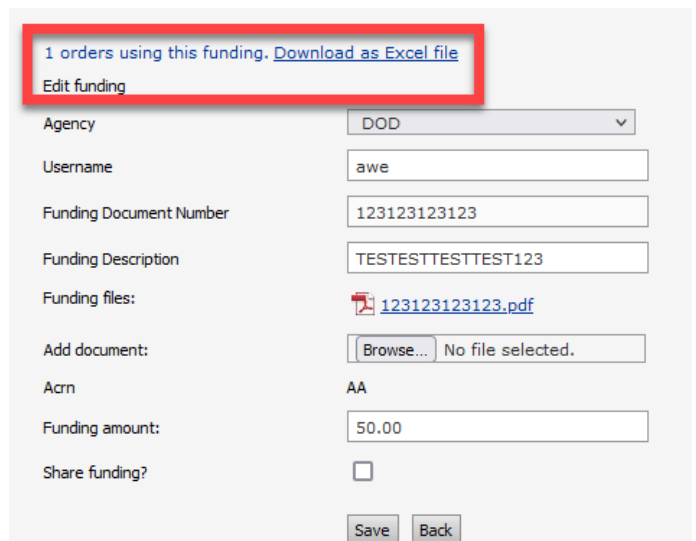 1 orders using this funding. Download as Excel file
Edit funding
Agency DOD
Username awe
Funding Document Number 123123123123
Funding Description TESTESTTESTTEST123
Funding files: 123123123123.pdf
Add document: Browse... No file selected.
Acrn AA
Funding amount: 50.00
Share funding?
Save Back